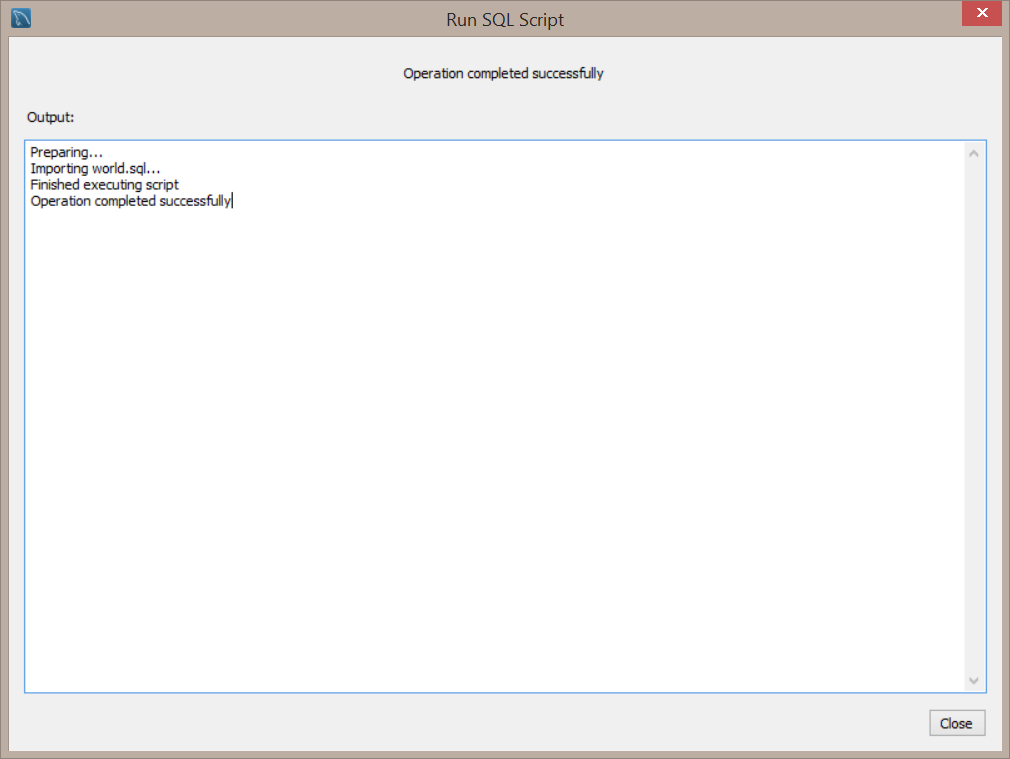 Run SQL Script
Operation completed successfully
Output:
Preparing...
Importing world.sql...
Finished executing script
Operation completed successfully
Close